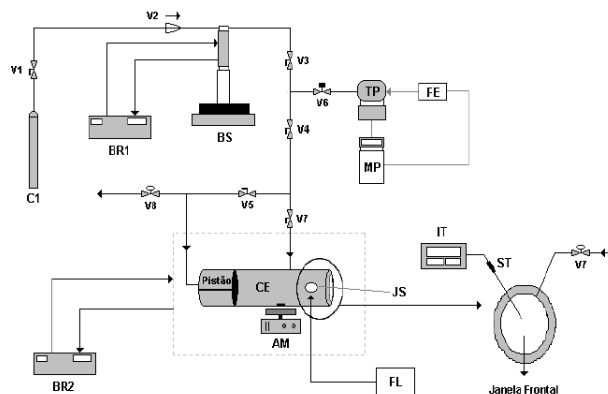 V2
V1
V3
V6
TP
FE
BS
V4
BR1
MP
C1
V8
V5
V7
IT
ST
V7
Pistão
CE
JS
AM
BR2
FL
Janela Frontal